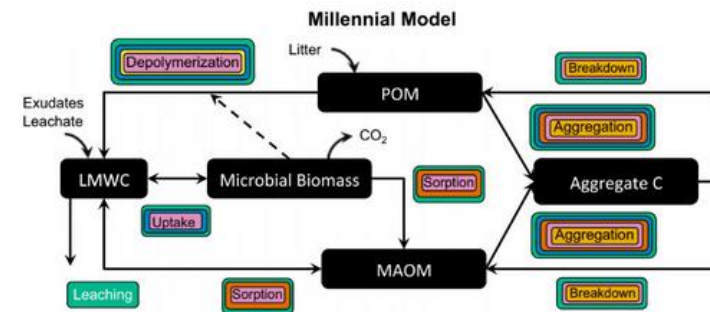 Millennial Model
Depolymerization
Litter
Breakdown
POM
Exudates
Leachate
CO₂
Aggregation
LMWC
Microbial Biomass
Sorption
Aggregate C
Uptake
Aggregation
MAOM
Leaching
Sorption
Breakdown